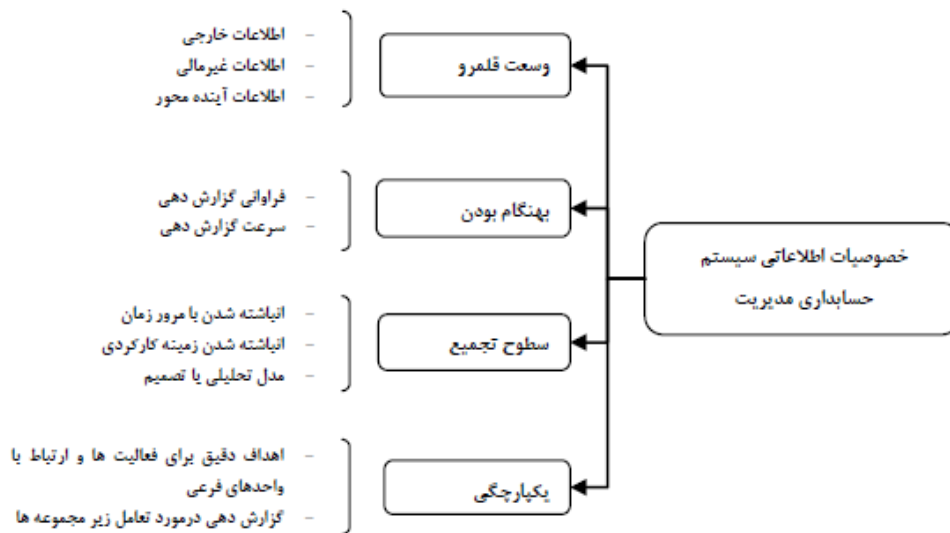 خصوصیات اطلاعاتی سیستم
حسابداری مدیریت
وسعت قلمرو
- اطلاعات خارجی
- اطلاعات غیرمالی
- اطلاعات آینده محور
بهنگام بودن
- فراوانی گزارش دهی
- سرعت گزارش دهی
سطوح تجمیع
- انباشته شدن با مرور زمان
- انباشته شدن زمینه کارکردی
- مدل تحلیلی یا تصمیم
یکپارچگی
- اهداف دقیق برای فعالیت ها و ارتباط با
واحدهای فرعی
- گزارش دهی درمورد تعامل زیر مجموعه ها